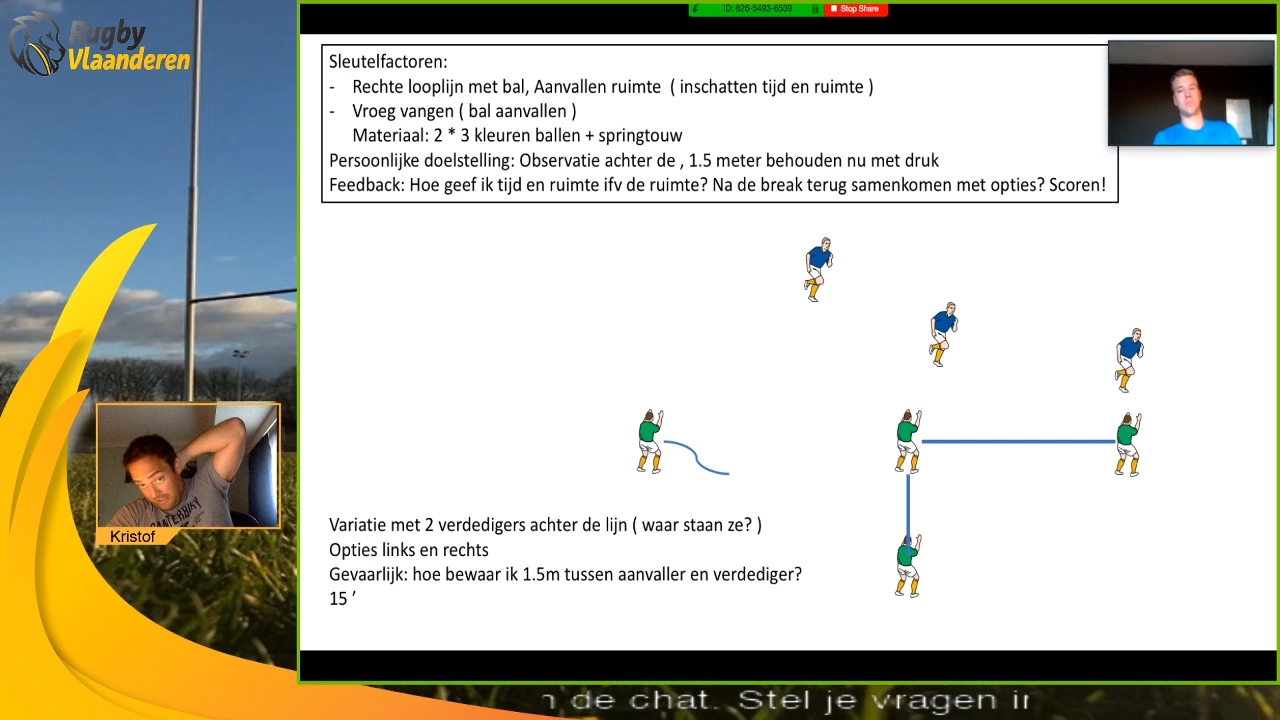 Rugby
Vlaanderen
ID: 826-5493-6539
Stop Share
Sleutelfactoren:
- Rechte looplijn met bal, Aanvallen ruimte ( inschatten tijd en ruimte )
- Vroeg vangen ( bal aanvallen )
Materiaal: 2 * 3 kleuren ballen + springtouw
Persoonlijke doelstelling: Observatie achter de , 1.5 meter behouden nu met druk
Feedback: Hoe geef ik tijd en ruimte ifv de ruimte? Na de break terug samenkomen met opties? Scoren!
Kristof
Variatie met 2 verdedigers achter de lijn ( waar staan ze? )
Opties links en rechts
Gevaarlijk: hoe bewaar ik 1.5m tussen aanvaller en verdediger?
15 ’
de chat. Stel je vragen